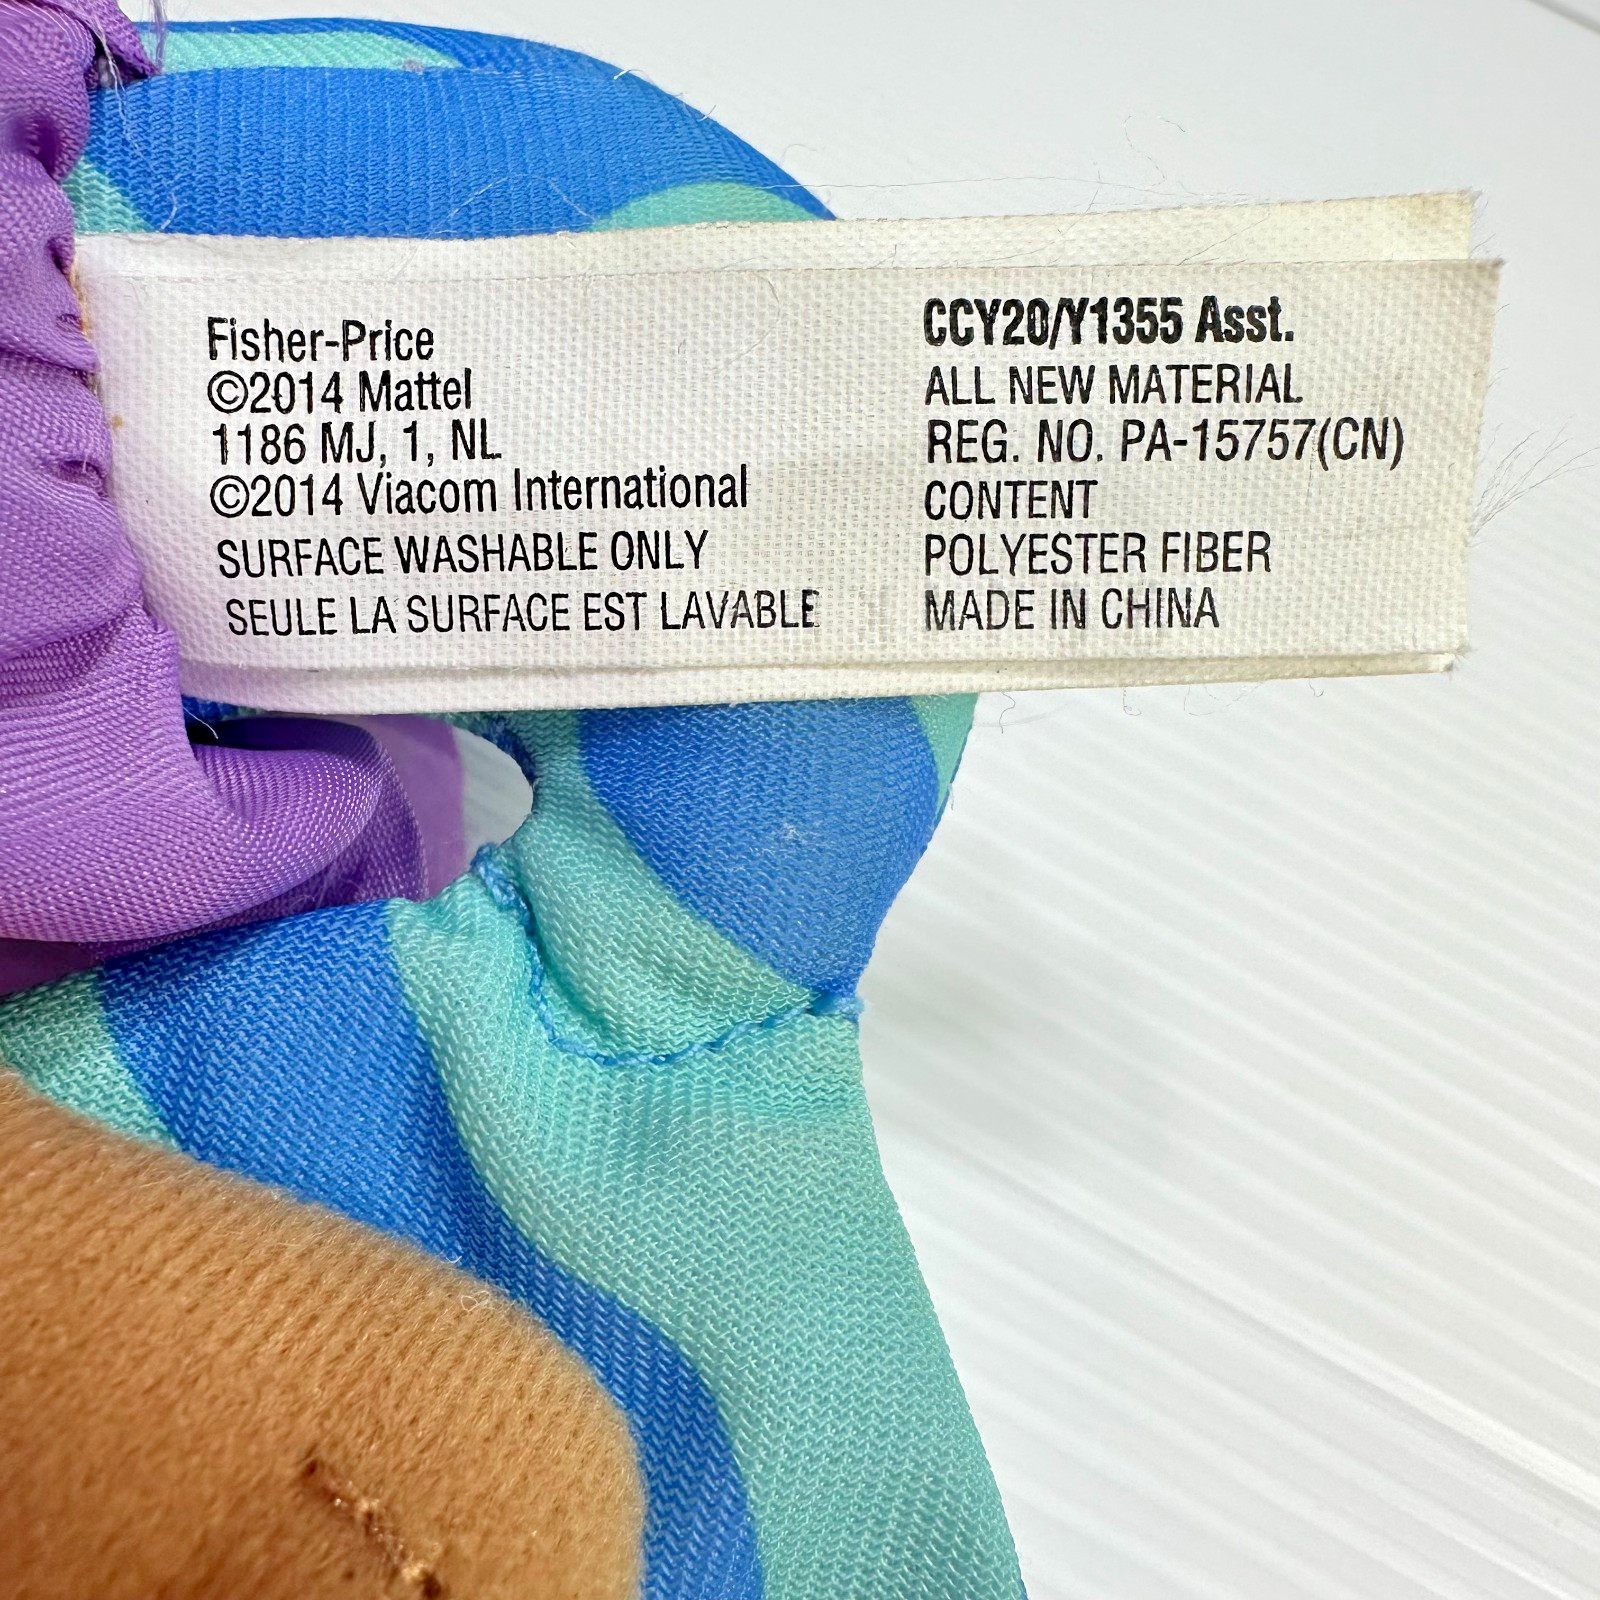 Fisher-Price
©2014 Mattel
1186 MJ, 1, NL
©2014 Viacom International
SURFACE WASHABLE ONLY
SEULE LA SURFACE EST LAVABLE
CCY20/Y1355 Asst.
ALL NEW MATERIAL
REG. NO. PA-15757(CN)
CONTENT
POLYESTER FIBER
MADE IN CHINA